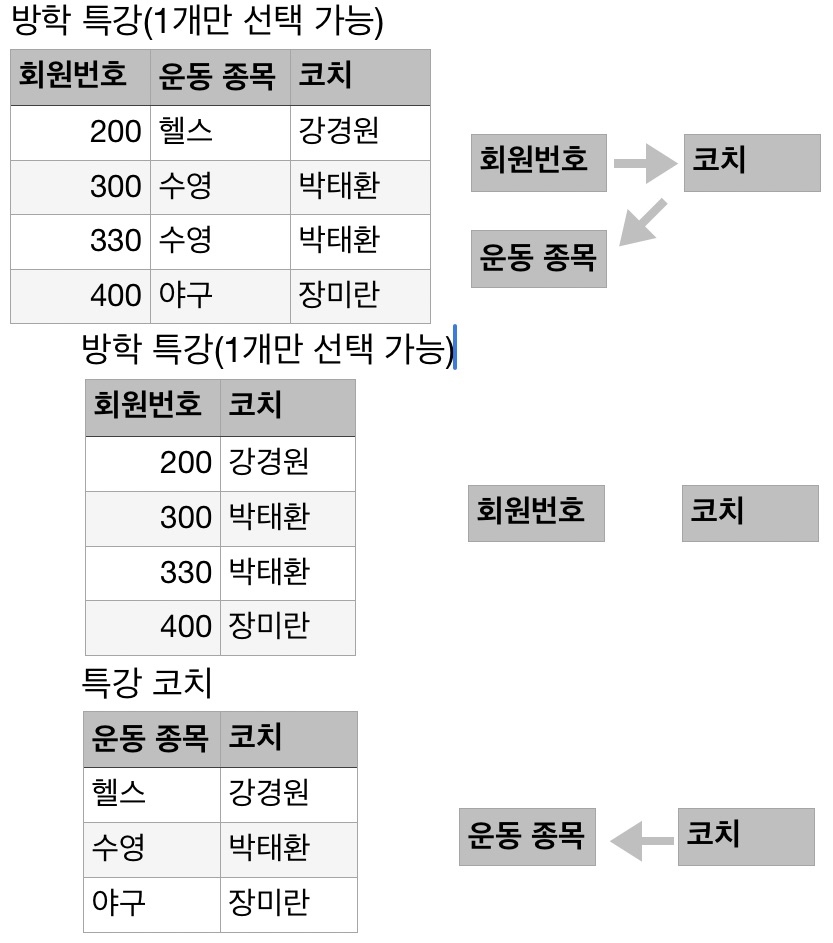 방학 특강(1개만 선택 가능)
회원번호 운동 종목 코치
200 헬스 강경원
300 수영 박태환
330 수영 박태환
400 야구 장미란
회원번호 코치
운동 종목
방학 특강(1개만 선택 가능)
회원번호 코치
200 강경원
300 박태환
330 박태환
400 장미란
회원번호 코치
특강 코치
운동 종목 코치
헬스 강경원
수영 박태환
야구 장미란
운동 종목 코치